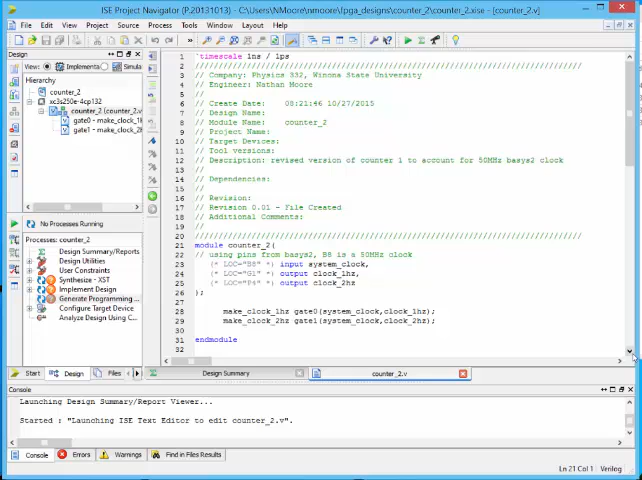 ISE Project Navigator (P.20131013) - C:\Users\NMoore\nmoore\fpga_designs\counter_2\counter_2.xise - [counter_2.v]
File Edit View Project Source Process Tools Window Layout Help
Design
View: Implementa Simula
Hierarchy
counter_2
xc3s250e-4cp132
counter_2 (counter_2.v
gate0 - make_clock_1h
gate1 - make_clock_2h
No Processes Running
Processes: counter_2
Design Summary/Reports
Design Utilities
User Constraints
Synthesize - XST
Implement Design
Generate Programming ...
Configure Target Device
Analyze Design Using C...
Start Design Files
1 `timescale 1ns / 1ps
2 //////////////////////////////////////////////////////////////////////////////////
3 // Company: Physics 332, Winona State University
4 // Engineer: Nathan Moore
5 //
6 // Create Date: 08:21:46 10/27/2015
7 // Design Name:
8 // Module Name: counter_2
9 // Project Name:
10 // Target Devices:
11 // Tool versions:
12 // Description: revised version of counter 1 to account for 50MHz basys2 clock
13 //
14 // Dependencies:
15 //
16 // Revision:
17 // Revision 0.01 - File Created
18 // Additional Comments:
19 //
20 //////////////////////////////////////////////////////////////////////////////////
21 module counter_2(
22 // using pins from basys2, B8 is a 50MHz clock
23 (* LOC="B8" *) input system_clock,
24 (* LOC="G1" *) output clock_1hz,
25 (* LOC="P4" *) output clock_2hz
26 );
27
28 make_clock_1hz gate0(system_clock,clock_1hz);
29 make_clock_2hz gate1(system_clock,clock_2hz);
30
31 endmodule
32
Design Summary counter_2.v
Console
Launching Design Summary/Report Viewer...
Started : "Launching ISE Text Editor to edit counter_2.v".
Console Errors Warnings Find in Files Results
Ln 21 Col 1 Verilog